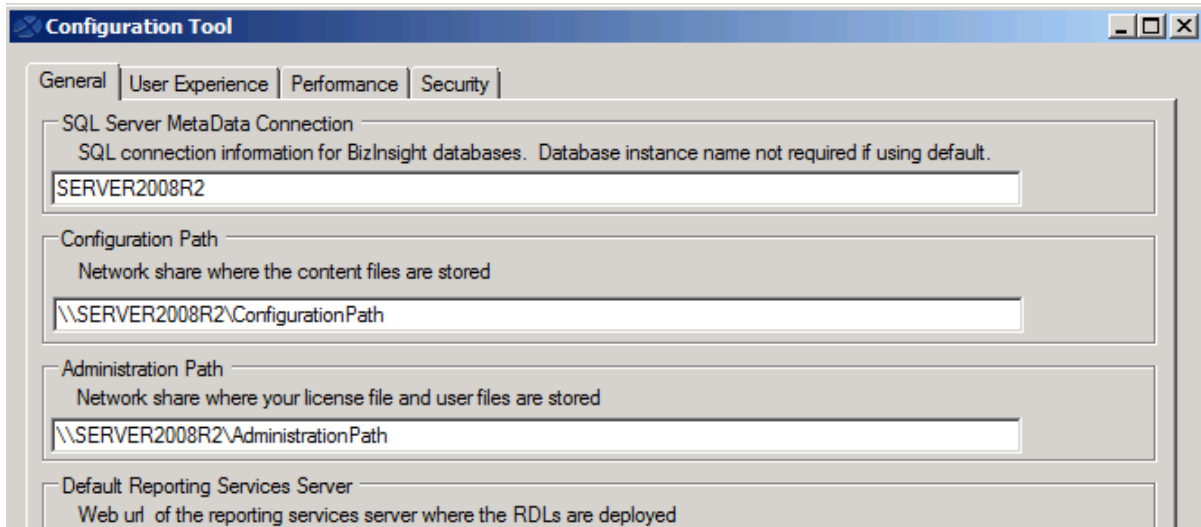 Configuration Tool
General User Experience Performance Security
SQL Server MetaData Connection
SQL connection information for BizInsight databases. Database instance name not required if using default.
SERVER2008R2
Configuration Path
Network share where the content files are stored
\\SERVER2008R2\ConfigurationPath
Administration Path
Network share where your license file and user files are stored
\\SERVER2008R2\AdministrationPath
Default Reporting Services Server
Web url of the reporting services server where the RDLs are deployed